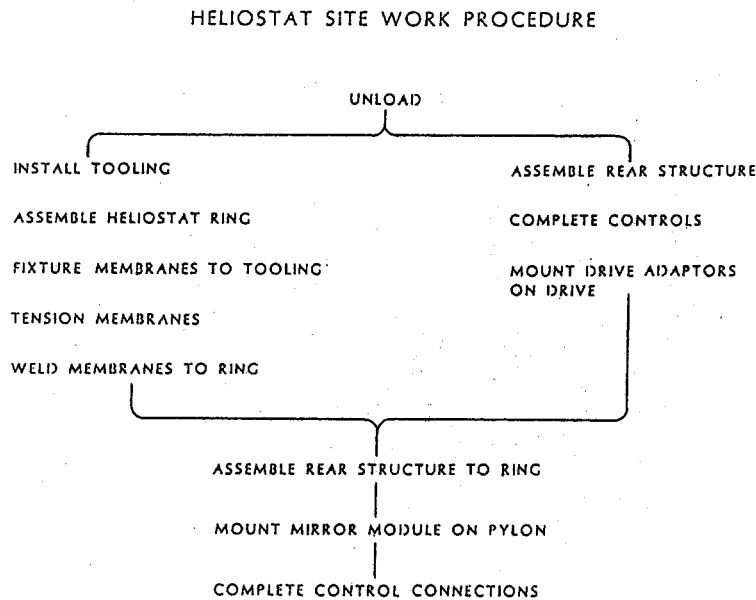 HELIOSTAT SITE WORK PROCEDURE
UNLOAD
INSTALL TOOLING
ASSEMBLE HELIOSTAT RING
FIXTURE MEMBRANES TO TOOLING
TENSION MEMBRANES
WELD MEMBRANES TO RING
ASSEMBLE REAR STRUCTURE
COMPLETE CONTROLS
MOUNT DRIVE ADAPTORS
ON DRIVE
ASSEMBLE REAR STRUCTURE TO RING
MOUNT MIRROR MODULE ON PYLON
COMPLETE CONTROL CONNECTIONS